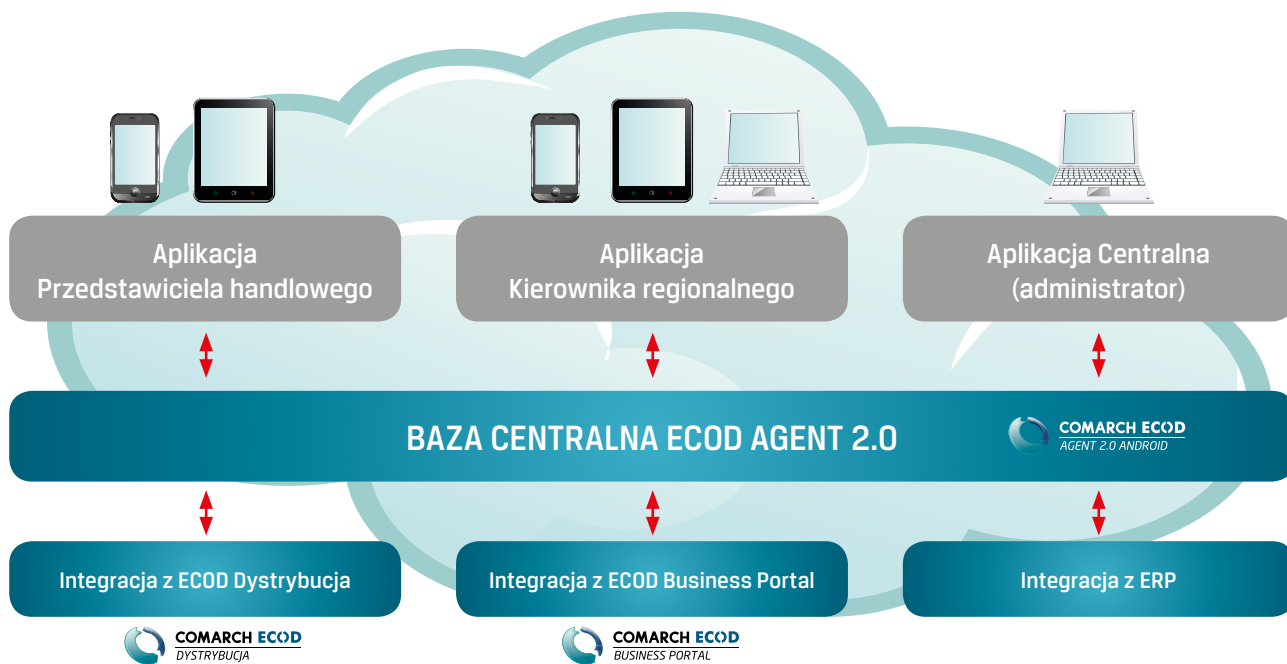 Aplikacja
Przedstawiciela handlowego
Aplikacja
Kierownika regionalnego
Aplikacja Centralna
(administrator)
BAZA CENTRALNA ECOD AGENT 2.0
COMARCH ECOD
AGENT 2.0 ANDROID
Integracja z ECOD Dystrybucja
Integracja z ECOD Business Portal
Integracja z ERP
COMARCH ECOD
DYSTRYBUCJA
COMARCH ECOD
BUSINESS PORTAL